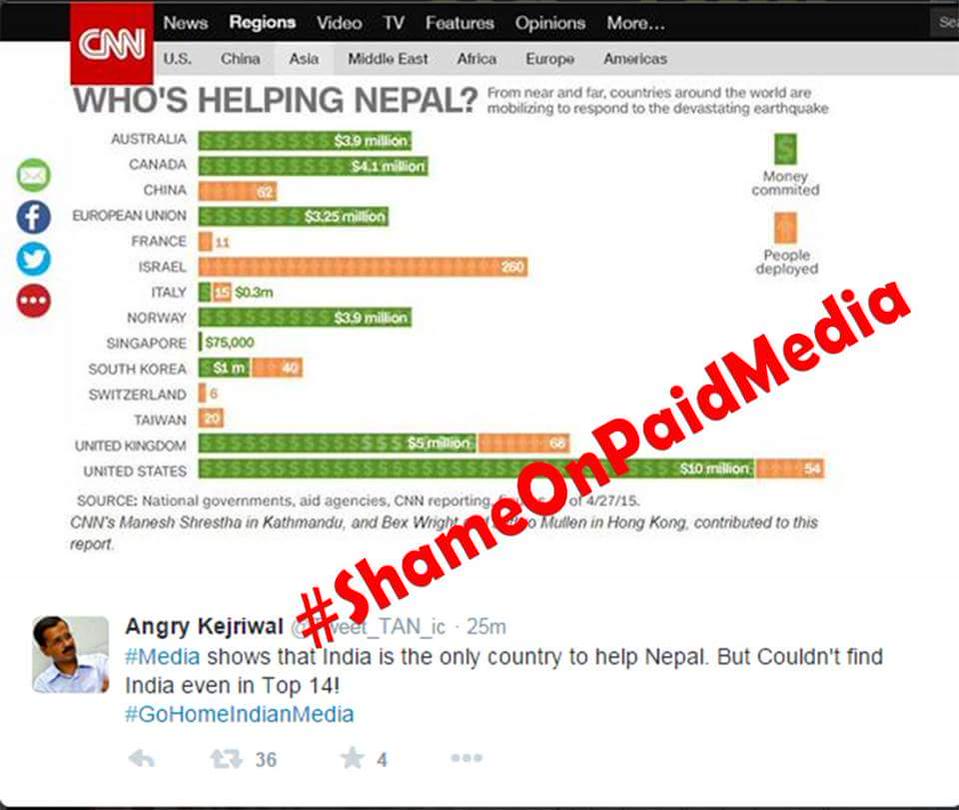 CNN
News Regions Video TV Features Opinions More...
U.S. China Asia Middle East Africa Europe Americas
WHO'S HELPING NEPAL?
From near and far, countries around the world are
mobilizing to respond to the devastating earthquake
AUSTRALIA $3.9 million
CANADA $4.1 million
CHINA 62
EUROPEAN UNION $3.25 million
FRANCE 11
ISRAEL 260
ITALY 15 $0.3m
NORWAY $3.9 million
SINGAPORE $75,000
SOUTH KOREA $1 m 40
SWITZERLAND 6
TAIWAN 20
UNITED KINGDOM $5 million 68
UNITED STATES $10 million 54
$
Money
commited
People
deployed
SOURCE: National governments, aid agencies, CNN reporting. of 4/27/15.
CNN's Manesh Shrestha in Kathmandu, and Bex Wright Mullen in Hong Kong, contributed to this
report.
#ShameOnPaidMedia
Angry Kejriwal · 25m
#Media shows that India is the only country to help Nepal. But Couldn't find
India even in Top 14!
#GoHomeIndianMedia
36 4